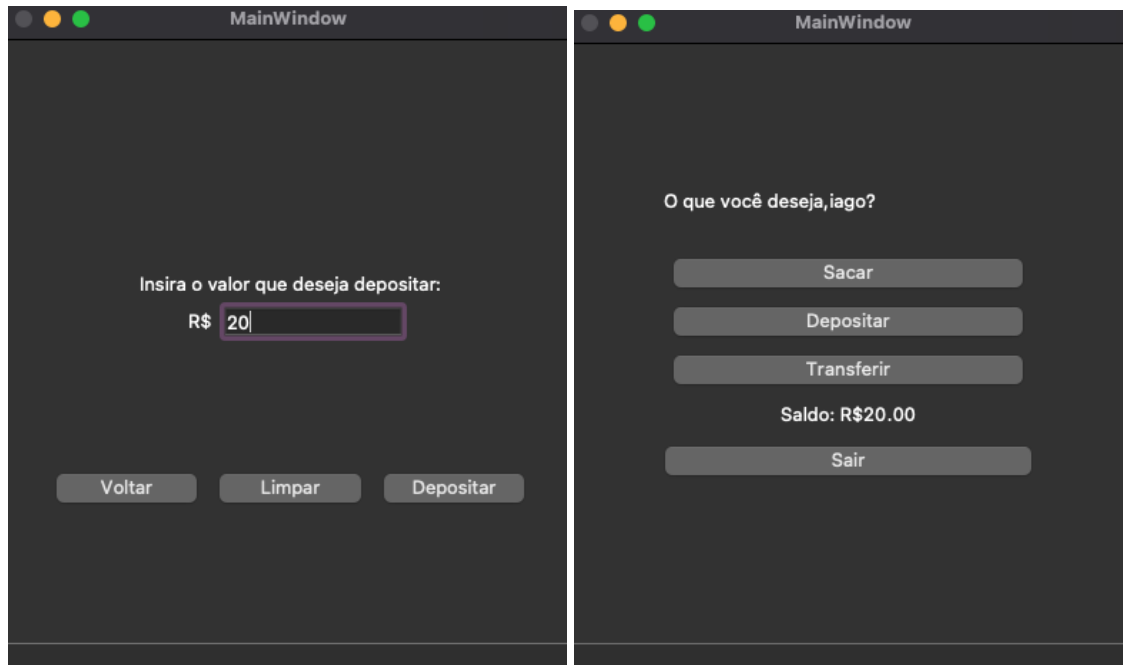 MainWindow
Insira o valor que deseja depositar:
R$ 20
Voltar Limpar Depositar
MainWindow
O que você deseja,iago?
Sacar
Depositar
Transferir
Saldo: R$20.00
Sair